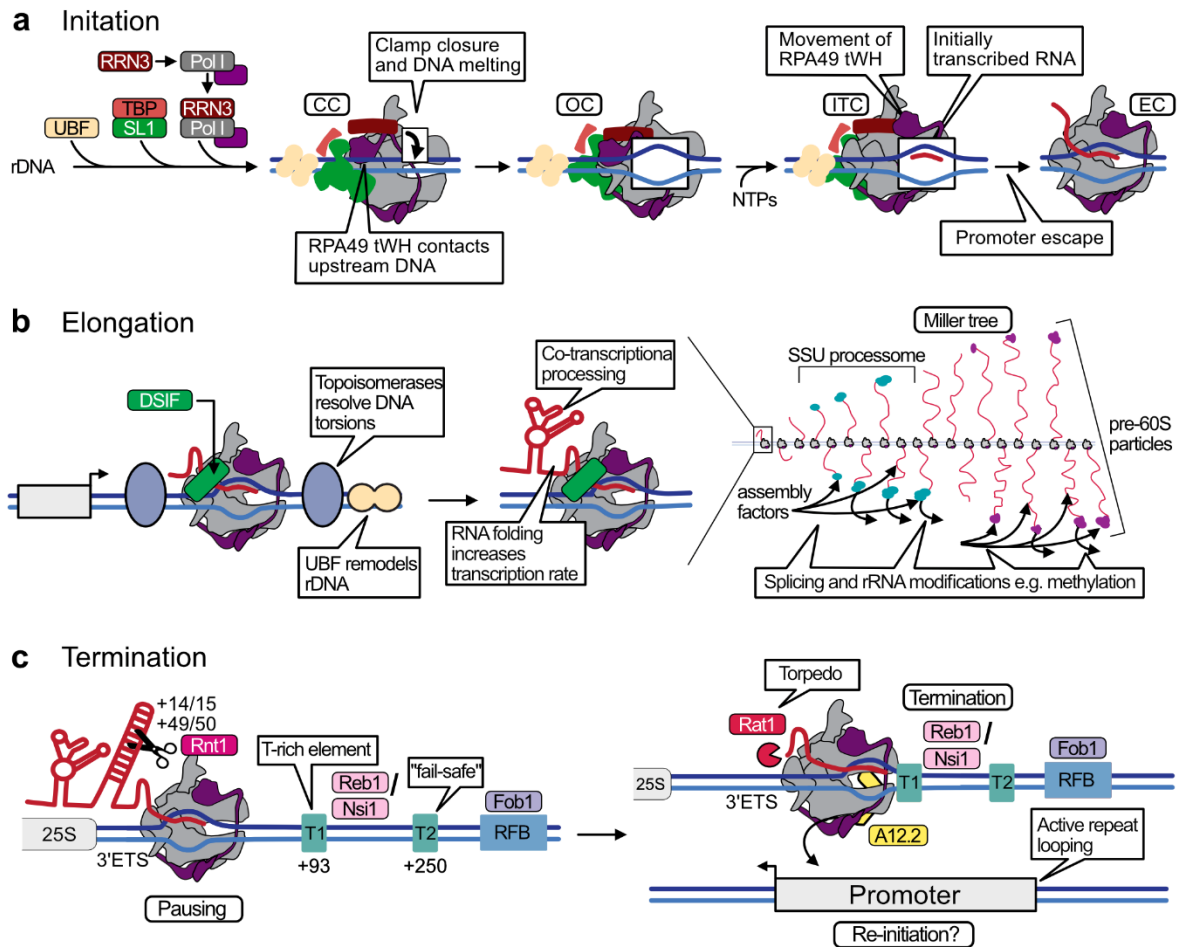 a Initation
RRN3
Pol I
UBF
TBP
SL1
RRN3
Pol I
rDNA
Clamp closure
and DNA melting
CC
RPA49 tWH contacts
upstream DNA
OC
NTPs
Movement of
RPA49 tWH
Initially
transcribed RNA
ITC
EC
Promoter escape
b Elongation
DSIF
Topoisomerases
resolve DNA
torsions
UBF remodels
rDNA
Co-transcriptiona
processing
RNA folding
increases
transcription rate
Miller tree
SSU processome
pre-60S
particles
assembly
factors
Splicing and rRNA modifications e.g. methylation
c Termination
+14/15
+49/50
Rnt1
T-rich element
Reb1 /
Nsi1
"fail-safe"
Fob1
25S
3'ETS
T1
T2
RFB
+93
+250
Pausing
Torpedo
Rat1
Termination
Reb1 /
Nsi1
Fob1
25S
3'ETS
T1
T2
RFB
A12.2
Active repeat
looping
Promoter
Re-initiation?